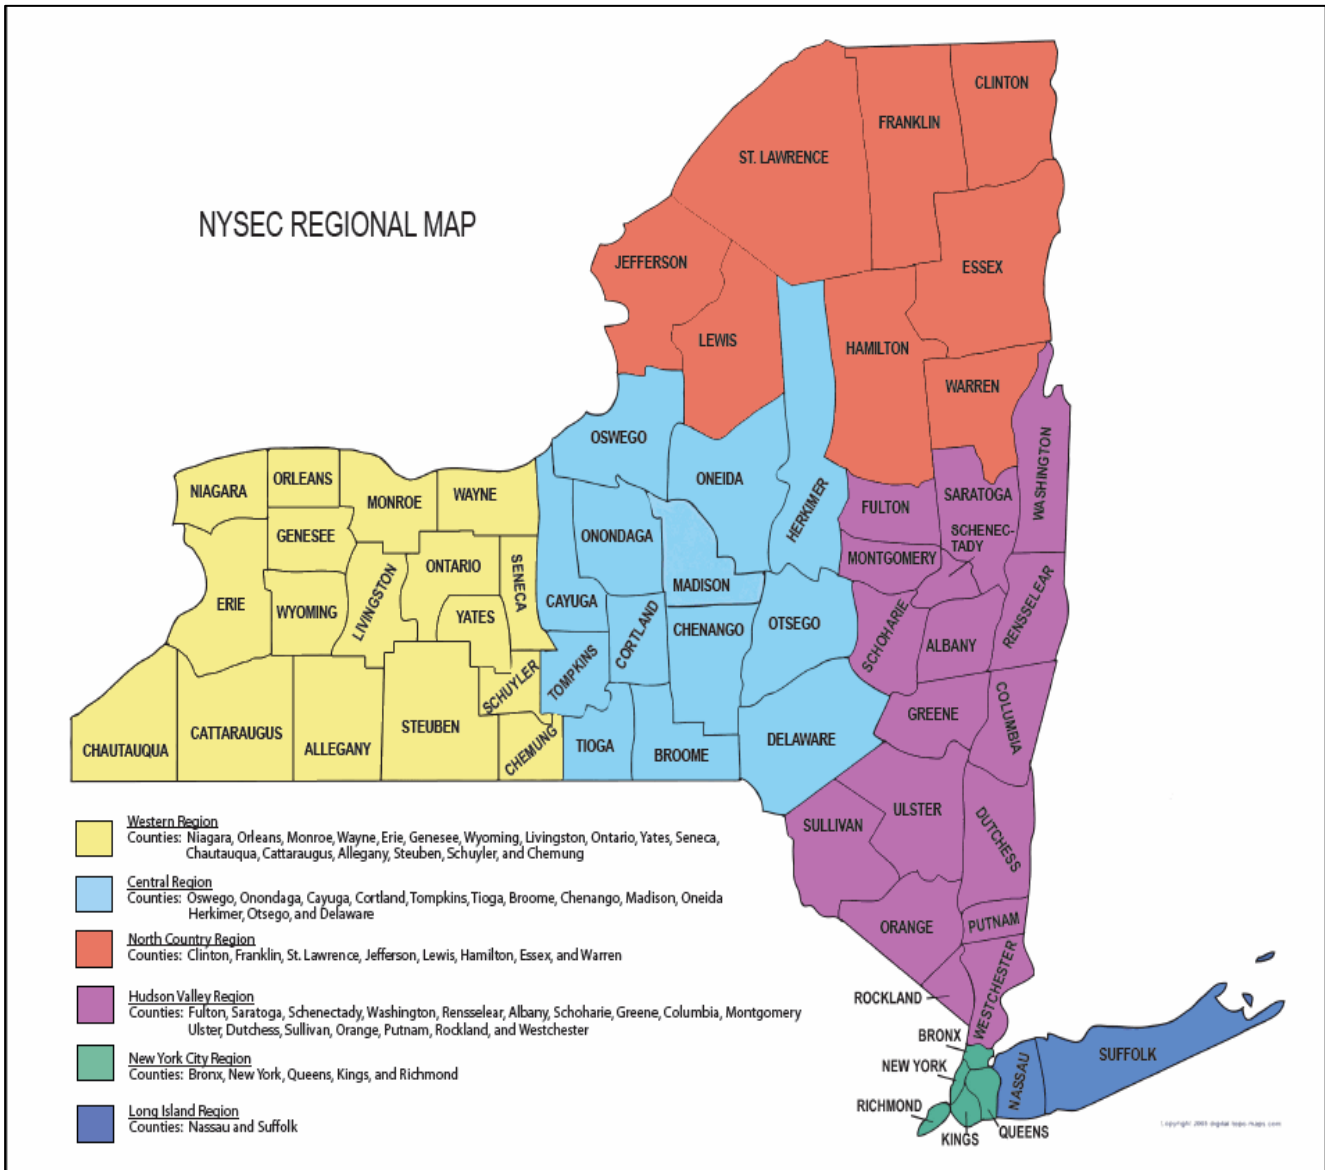 NYSEC REGIONAL MAP
CLINTON
FRANKLIN
ST. LAWRENCE
JEFFERSON
ESSEX
LEWIS
HAMILTON
WARREN
OSWEGO
ONEIDA
HERKIMER
WASHINGTON
NIAGARA
ORLEANS
MONROE
WAYNE
FULTON
SARATOGA
SCHENEC-
TADY
GENESEE
ONONDAGA
MONTGOMERY
ERIE
WYOMING
LIVINGSTON
ONTARIO
SENECA
YATES
CAYUGA
MADISON
CORTLAND
CHENANGO
OTSEGO
SCHOHARIE
ALBANY
RENSSELEAR
CHAUTAUQUA
CATTARAUGUS
ALLEGANY
STEUBEN
SCHUYLER
CHEMUNG
TOMPKINS
TIOGA
BROOME
DELAWARE
GREENE
COLUMBIA
SULLIVAN
ULSTER
DUTCHESS
ORANGE
PUTNAM
ROCKLAND
WESTCHESTER
BRONX
NEW YORK
RICHMOND
KINGS
QUEENS
NASSAU
SUFFOLK
Western Region
Counties: Niagara, Orleans, Monroe, Wayne, Erie, Genesee, Wyoming, Livingston, Ontario, Yates, Seneca,
Chautauqua, Cattaraugus, Allegany, Steuben, Schuyler, and Chemung
Central Region
Counties: Oswego, Onondaga, Cayuga, Cortland, Tompkins, Tioga, Broome, Chenango, Madison, Oneida
Herkimer, Otsego, and Delaware
North Country Region
Counties: Clinton, Franklin, St. Lawrence, Jefferson, Lewis, Hamilton, Essex, and Warren
Hudson Valley Region
Counties: Fulton, Saratoga, Schenectady, Washington, Rensselear, Albany, Schoharie, Greene, Columbia, Montgomery
Ulster, Dutchess, Sullivan, Orange, Putnam, Rockland, and Westchester
New York City Region
Counties: Bronx, New York, Queens, Kings, and Richmond
Long Island Region
Counties: Nassau and Suffolk
Copyright 2003 digital-topo-maps.com